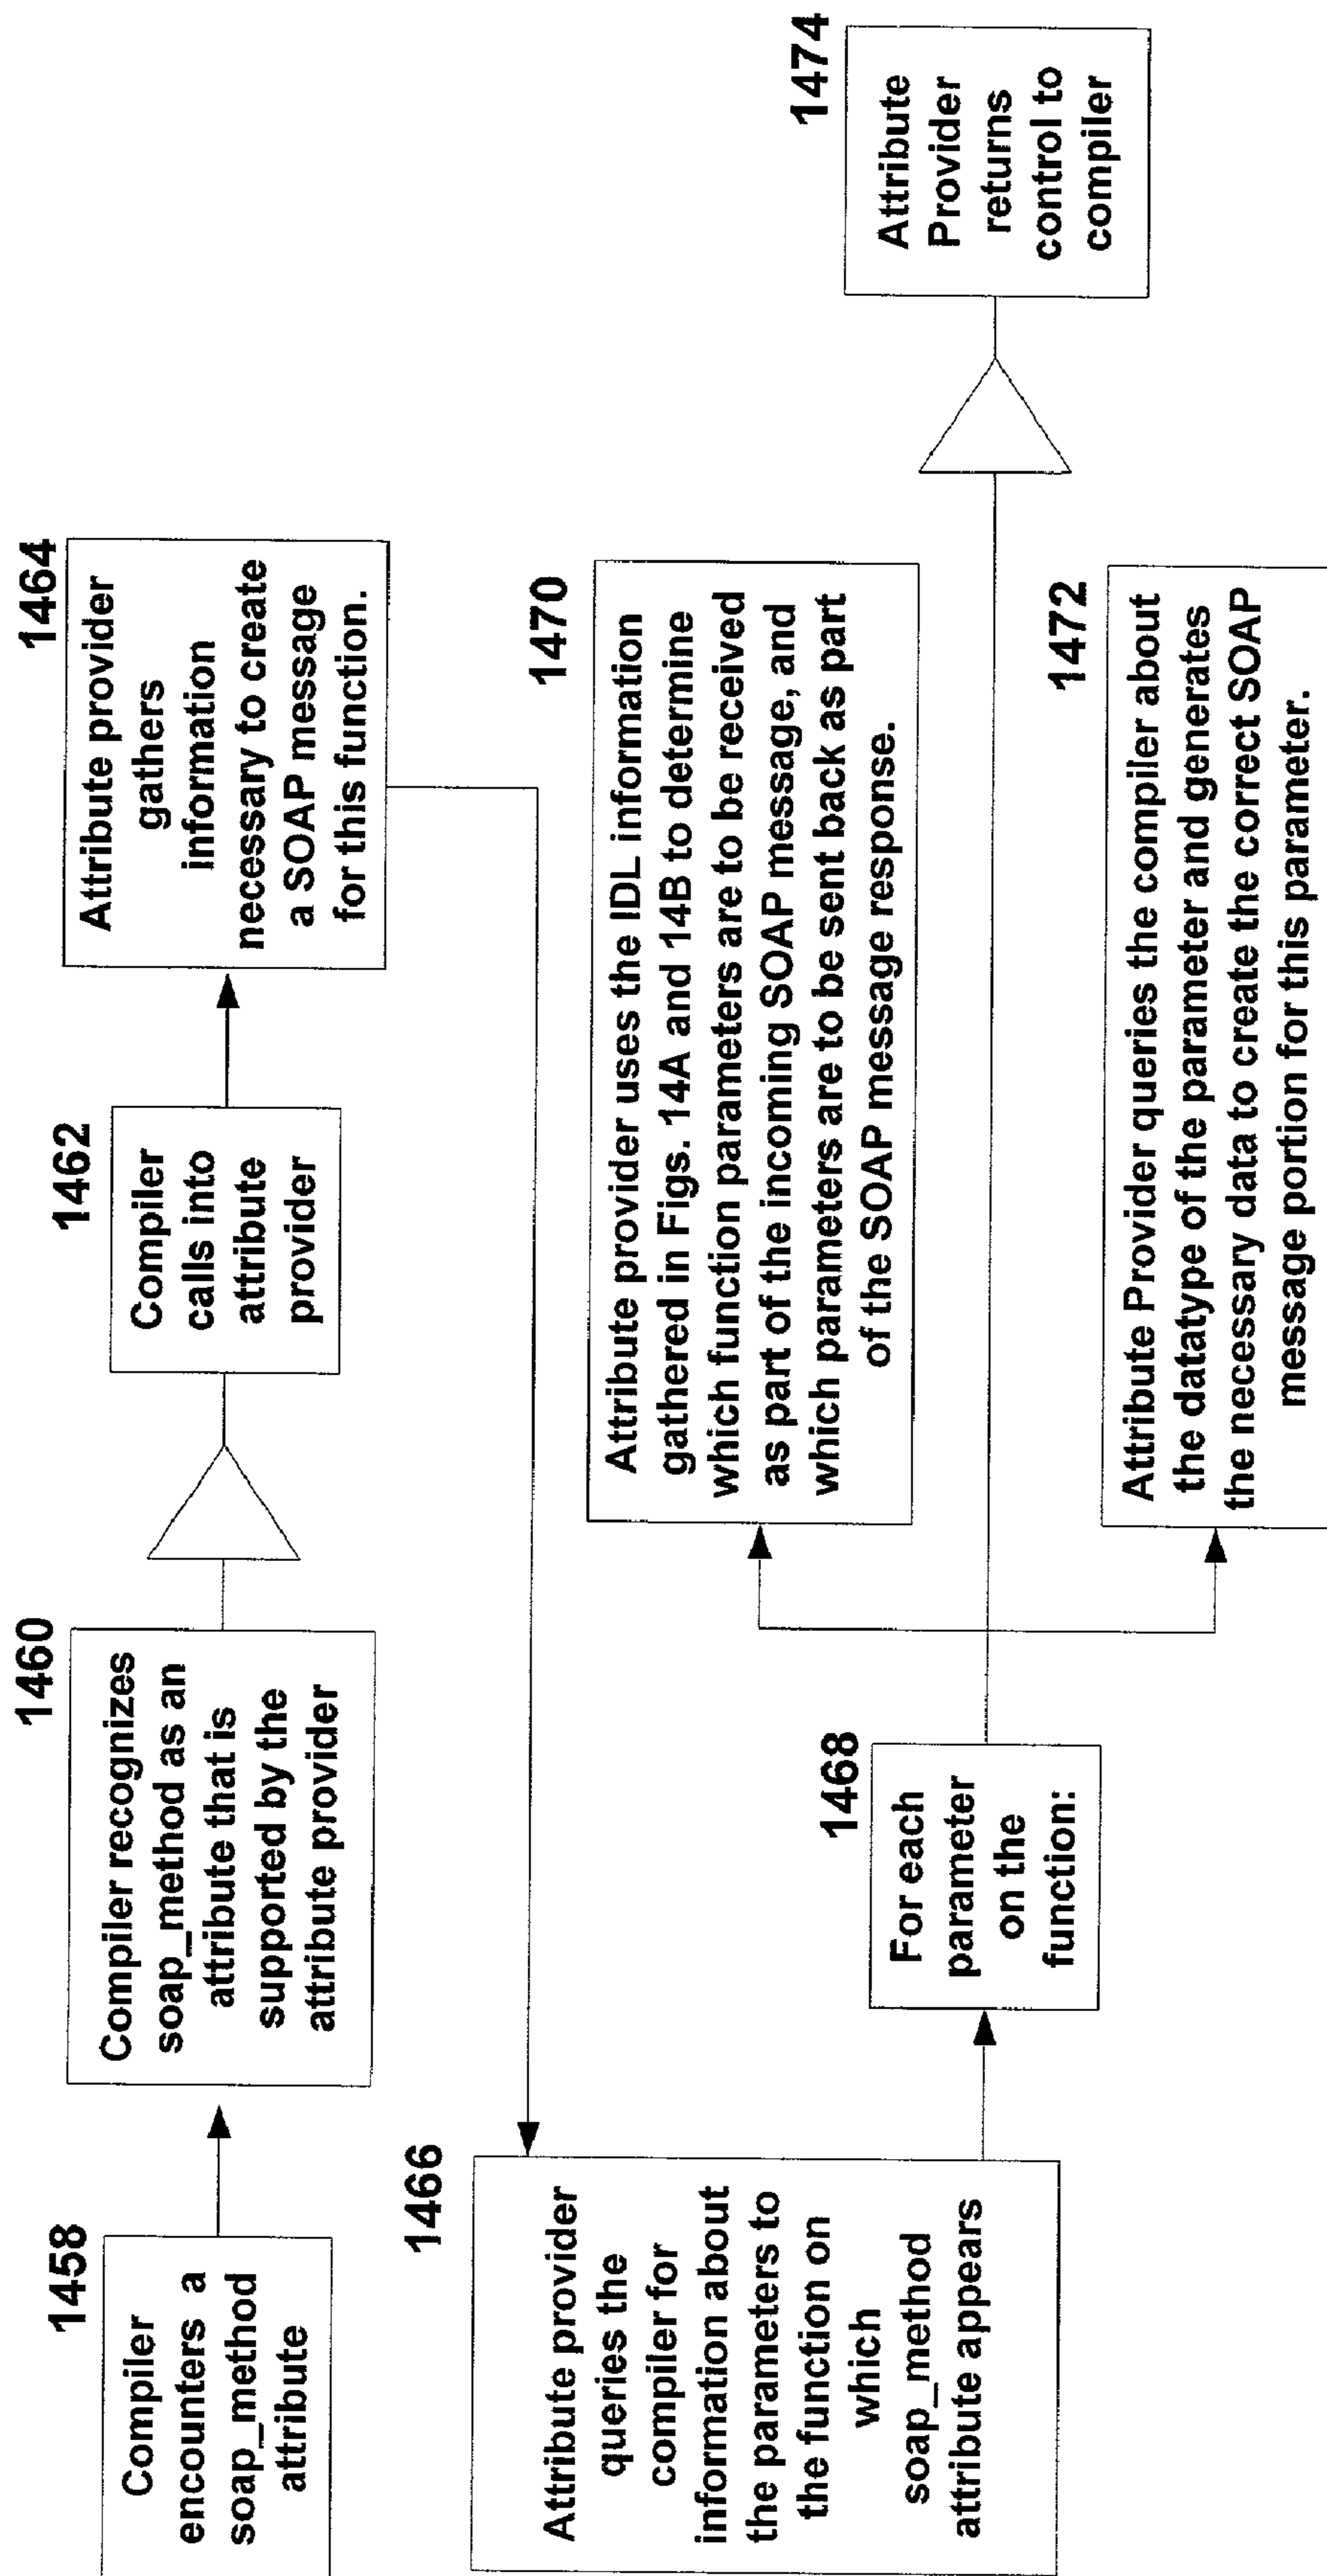 1458
Compiler
encounters a
soap_method
attribute
1460
Compiler recognizes
soap_method as an
attribute that is
supported by the
attribute provider
1462
Compiler
calls into
attribute
provider
1464
Attribute provider
gathers
information
necessary to create
a SOAP message
for this function.
1466
Attribute provider
queries the
compiler for
information about
the parameters to
the function on
which
soap_method
attribute appears
1468
For each
parameter
on the
function:
1470
Attribute provider uses the IDL information
gathered in Figs. 14A and 14B to determine
which function parameters are to be received
as part of the incoming SOAP message, and
which parameters are to be sent back as part
of the SOAP message response.
1472
Attribute Provider queries the compiler about
the datatype of the parameter and generates
the necessary data to create the correct SOAP
message portion for this parameter.
1474
Attribute
Provider
returns
control to
compiler